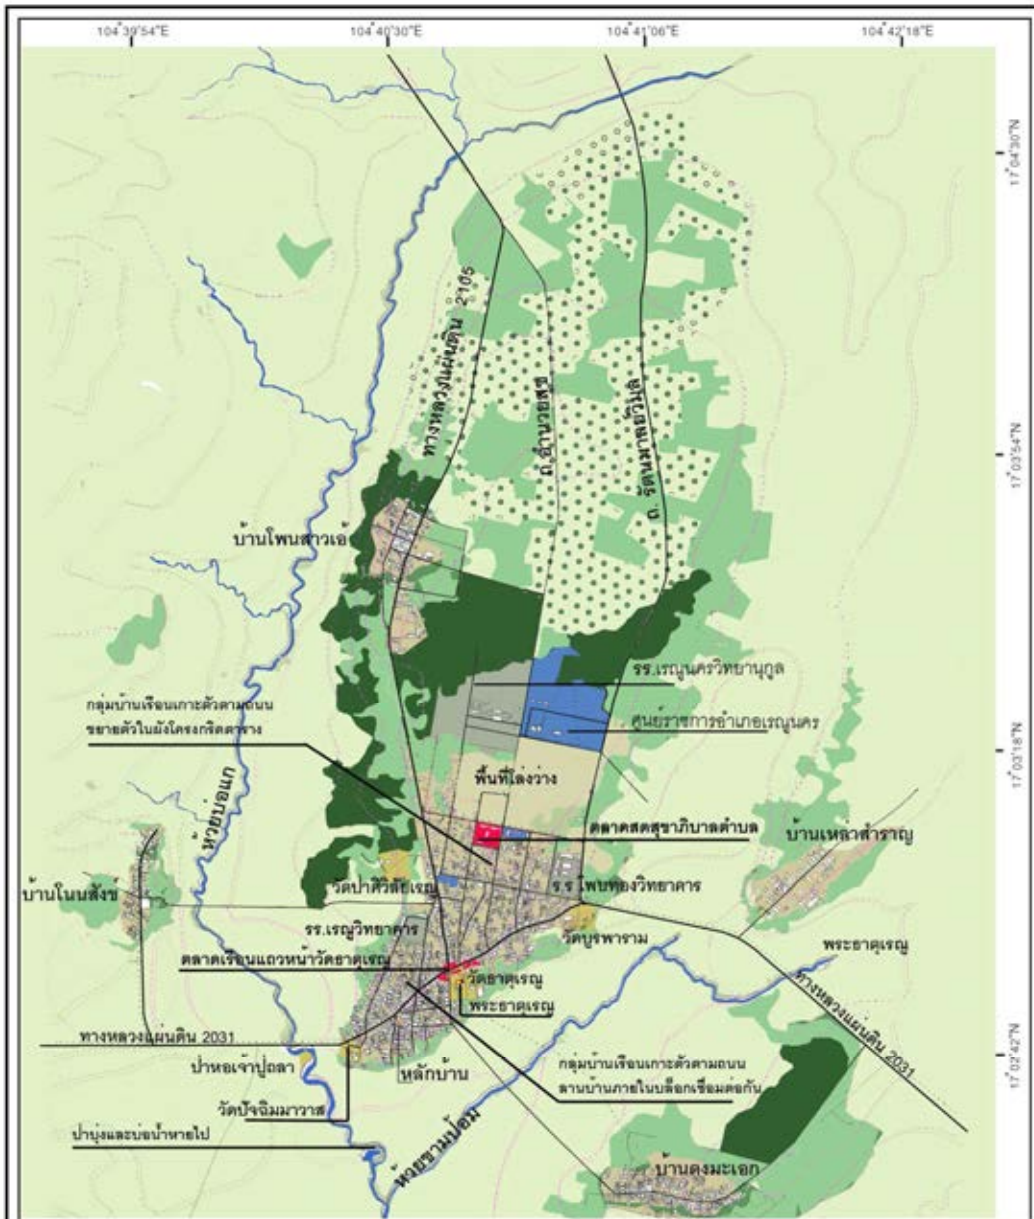 104°39'54"E
104°40'30"E
104°41'06"E
104°42'18"E
17°04'30"N
ทางหลวงแผ่นดิน 2105
ถ.อำนวยสุข
17°03'54"N
บ้านโพนสาวเอ้
รร.เรณูนครวิทยานุกูล
กลุ่มบ้านเรือนเกาะตัวตามถนน
ขยายตัวในผังโครงกริดตาราง
ศูนย์ราชการอำเภอเรณูนคร
17°03'18"N
พื้นที่โล่งว่าง
ห้วยบ่อแก
ตลาดสดสุขาภิบาลตำบล
บ้านเหล่าสำราญ
บ้านโนนสังข์
วัดป่าศิวิลัยเรณู
ร.ร โพนทองวิทยาคาร
รร.เรณูวิทยาคาร
วัดบูรพาราม
พระธาตุเรณู
ตลาดเรือนแถวหน้าวัดธาตุเรณู
วัดธาตุเรณู
พระธาตุเรณู
ทางหลวงแผ่นดิน 2031
ทางหลวงแผ่นดิน 2031
17°02'42"N
ป่าหอเจ้าปู่ถลา
หลักบ้าน
กลุ่มบ้านเรือนเกาะตัวตามถนน
ลานบ้านภายในบล็อกเชื่อมต่อกัน
วัดปัจฉิมมาวาส
ป่าบุ่งและบ่อน้ำหายไป
ห้วยขามป้อม
บ้านดงมะเอก